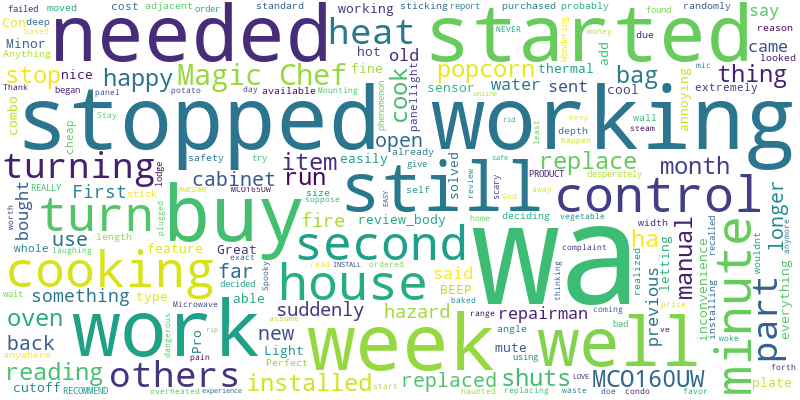 failed moved cost adjacent order standard working sticking report purchased probably found money due randomly
Con deep
based
needed
started
wondering
heat
say
add
reason
Minor
Anything
hot old
NEVER
came
looked
stop nice happy Magic Chef fine cook popcorn bag thing
Thank began panel potato day available Mounting
phenomenon
panellight
thermal
sensor water sent cool extremely
mic
annoying
online
rid
keep
combo
cheap
Stay
stopped working
safety try
open already
least
depth
happen
wall
steam
turning
lodge
cabinet item easily give
run
self
solved
review
scary
safe
PRODUCT
replace month
desperately
bought
worth
First
REALLY
stick
plugged
AWESOME
MCO165UW
size
suppose
EASY
still
God
away
control
longer
turn
use
length
buy
fire review_body
deciding
home
vegetable
width
whole laughing
feature Great
exact
second
wa
ha
manual
inconvenience
letting
realized
realled
installing
wouldnt
anymore
everything
cooking
far
decided
Spooky
house
said
BEEP
read INSTALL ordered
complaint
thinking
minute
part
wait something type
able
Microwave
suddenly hazard
baked
coming
range repairman
previous
price
oven
back
anywhere
work
dangerous
Pro
rip
pain
new
assume
Light
Perfect
week
angle
mute using
bad
well
ve
woke
forth
reading others
cutoff RECOMMEND overheated
installed
start
haunted
replaced
replacing
shuts
waste
LOVE
doe
MCO160UW
condo favor
plate
experience